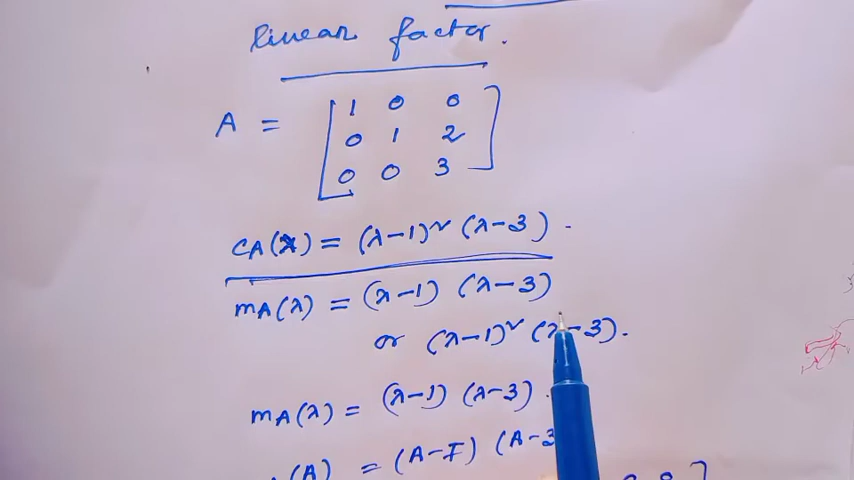 linear factor.
A = [ 1 0 0
0 1 2
0 0 3 ]
CA(λ) = (λ-1)² (λ-3) .
mA(λ) = (λ-1) (λ-3)
or (λ-1)² (λ-3).
mA(λ) = (λ-1) (λ-3) .
(A) = (A-I) (A-3